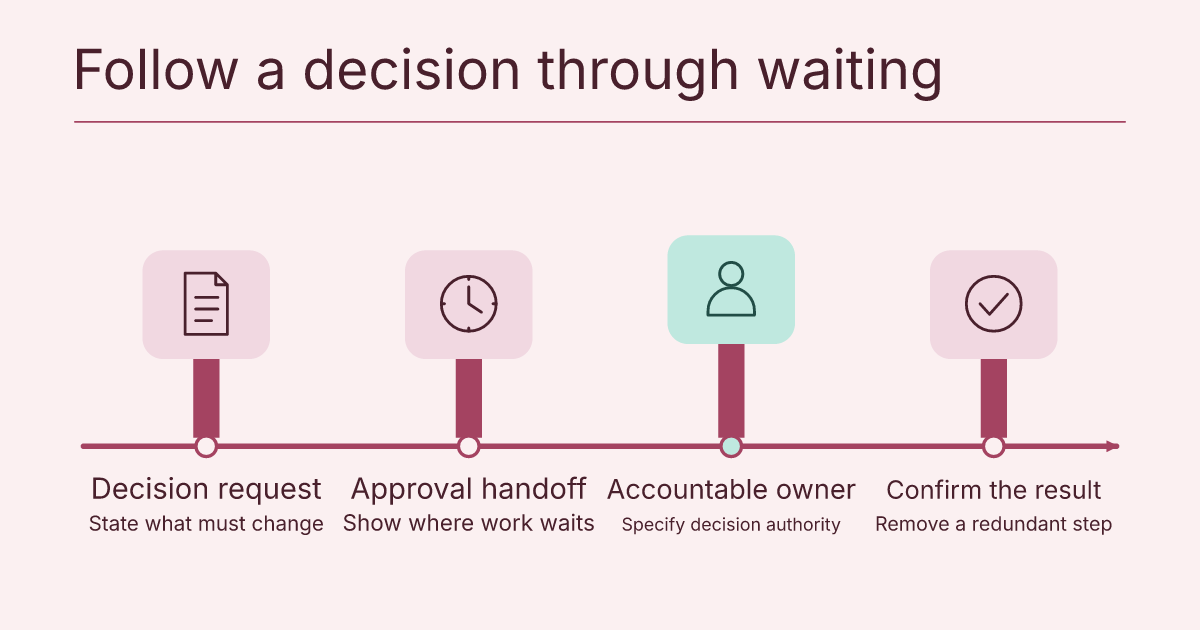 Follow a decision through waiting
Decision request
State what must change
Approval handoff
Show where work waits
Accountable owner
Specify decision authority
Confirm the result
Remove a redundant step